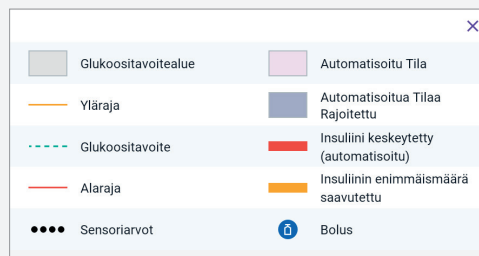 Glukoositavoitealue
Automatisoitu Tila
Yläraja
Automatisoitua Tilaa
Rajoitettu
Glukoositavoite
Insuliini keskeytetty
(automatisoitu)
Alaraja
Insuliinin enimmäismäärä
saavutettu
Sensoriarvot
Bolus